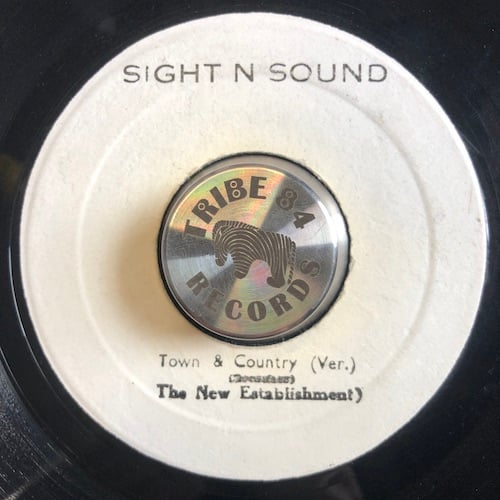 SIGHT N SOUND
TRIBE 84
RECORDS
Town & Country (Ver.)
The New Establishment)